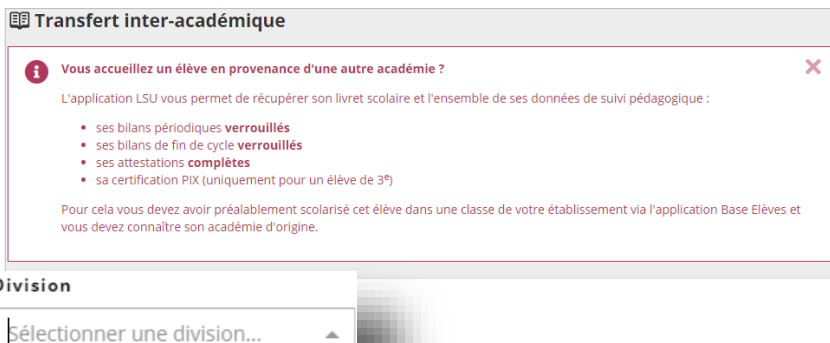 Transfert inter-académique
Vous accueillez un élève en provenance d'une autre académie ?
L'application LSU vous permet de récupérer son livret scolaire et l'ensemble de ses données de suivi pédagogique :
• ses bilans périodiques verrouillés
• ses bilans de fin de cycle verrouillés
• ses attestations complètes
• sa certification PIX (uniquement pour un élève de 3e)
Pour cela vous devez avoir préalablement scolarisé cet élève dans une classe de votre établissement via l'application Base Elèves et
vous devez connaître son académie d'origine.
Division
Sélectionner une division...